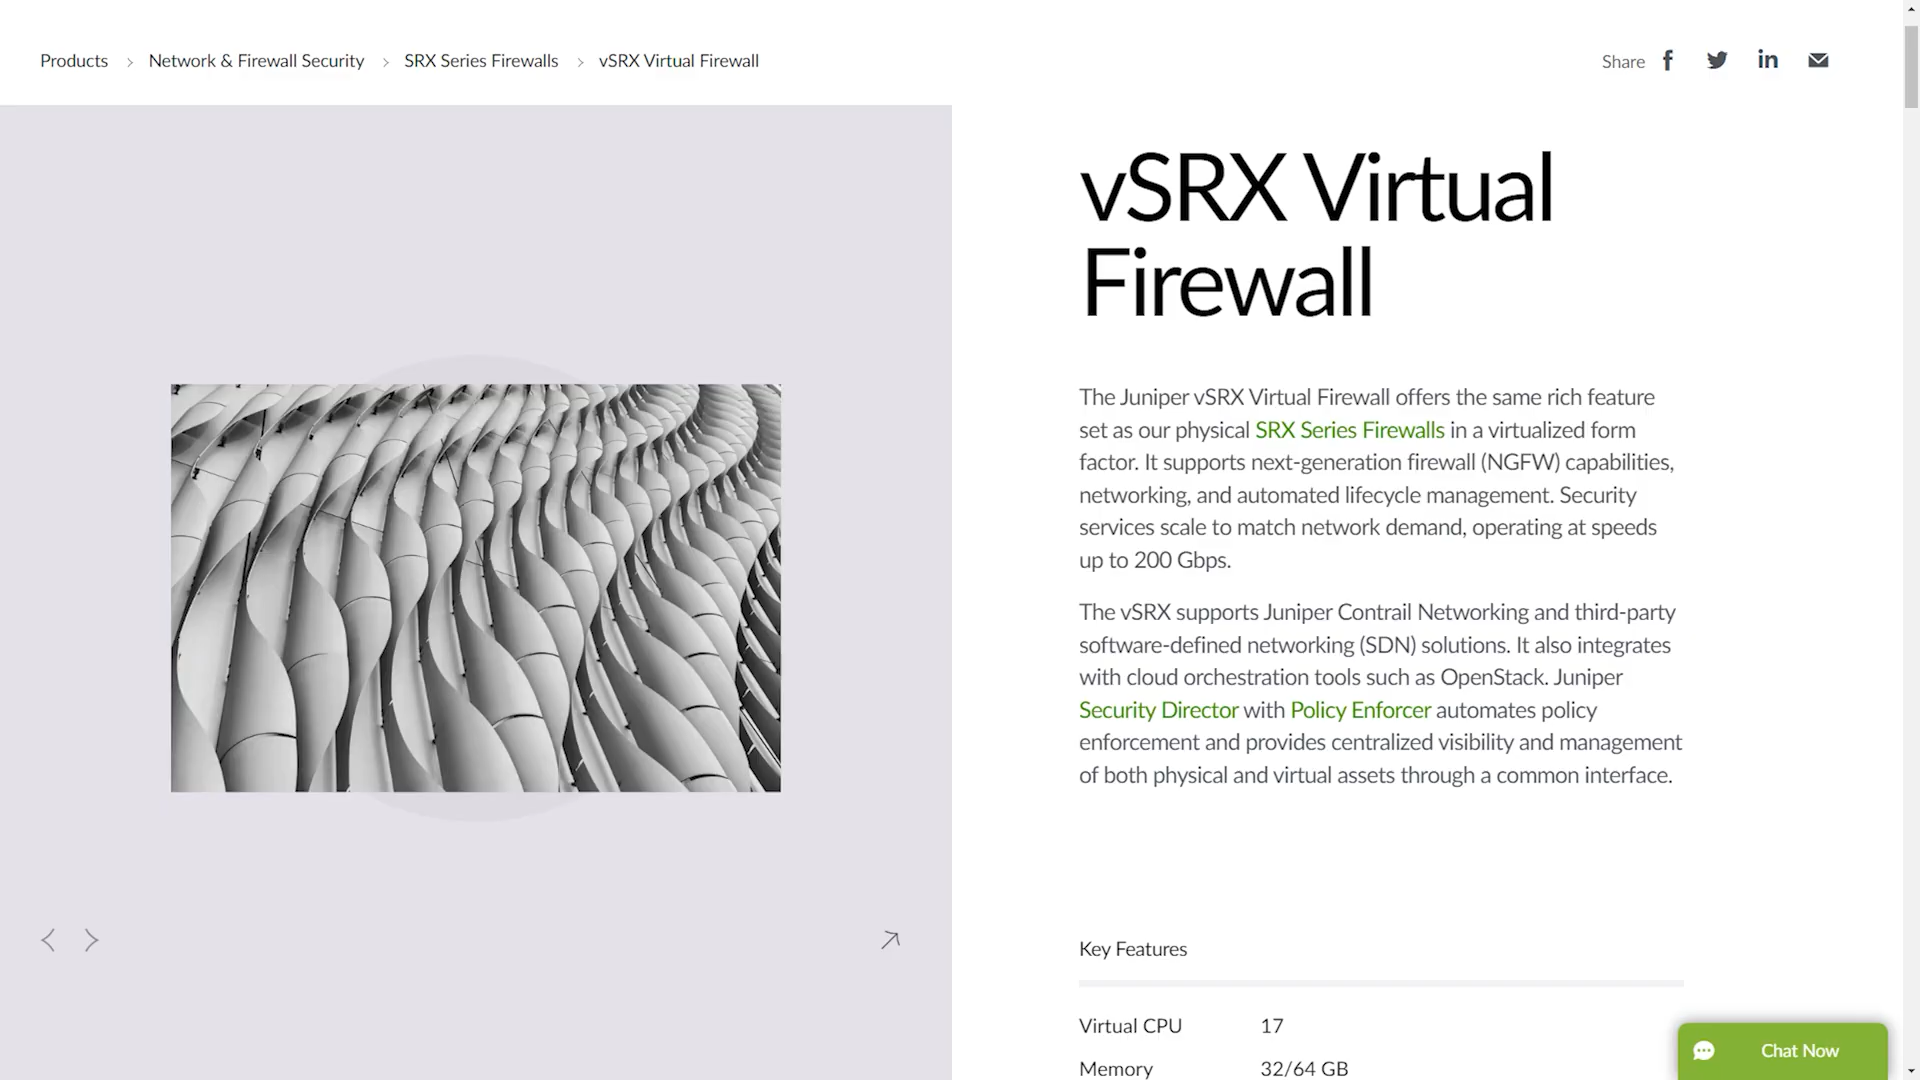 Products > Network & Firewall Security > SRX Series Firewalls > vSRX Virtual Firewall
Share
vSRX Virtual
Firewall
The Juniper vSRX Virtual Firewall offers the same rich feature
set as our physical SRX Series Firewalls in a virtualized form
factor. It supports next-generation firewall (NGFW) capabilities,
networking, and automated lifecycle management. Security
services scale to match network demand, operating at speeds
up to 200 Gbps.
The vSRX supports Juniper Contrail Networking and third-party
software-defined networking (SDN) solutions. It also integrates
with cloud orchestration tools such as OpenStack. Juniper
Security Director with Policy Enforcer automates policy
enforcement and provides centralized visibility and management
of both physical and virtual assets through a common interface.
Key Features
Virtual CPU 17
Memory 32/64 GB
Chat Now